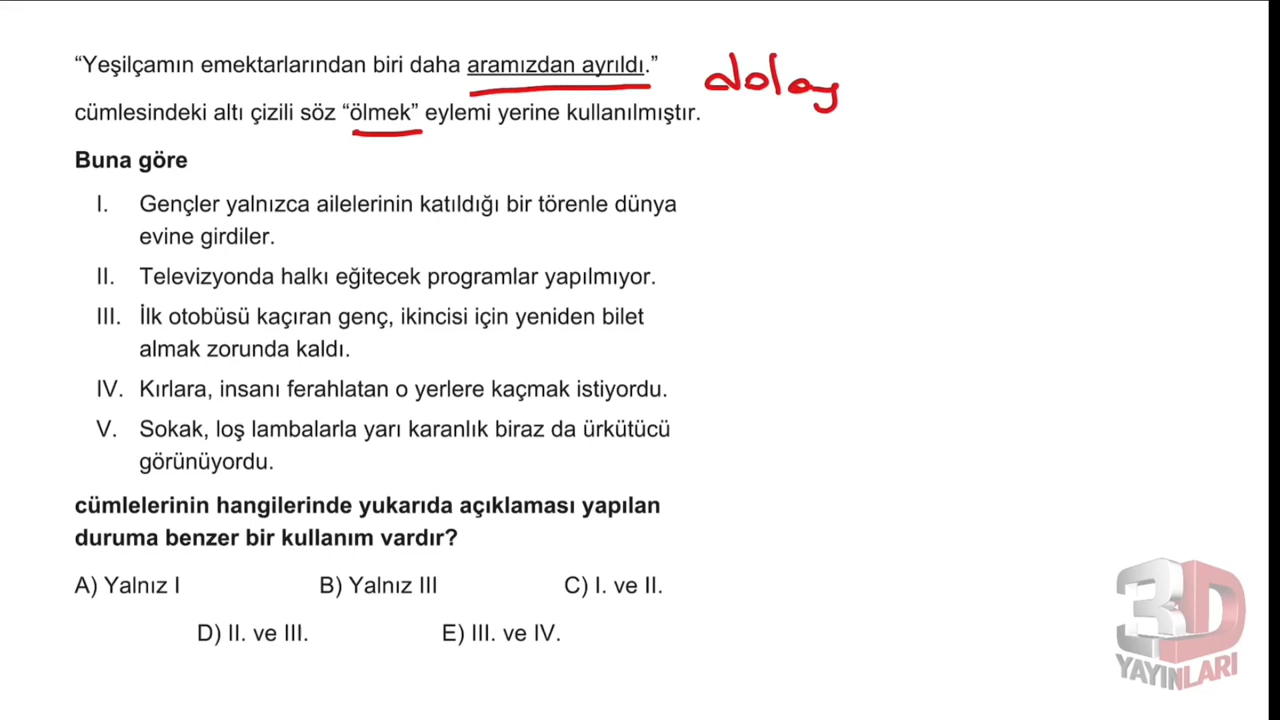 “Yeşilçamın emektarlarından biri daha aramızdan ayrıldı.” dolay
cümlesindeki altı çizili söz “ölmek” eylemi yerine kullanılmıştır.
Buna göre
I. Gençler yalnızca ailelerinin katıldığı bir törenle dünya
evine girdiler.
II. Televizyonda halkı eğitecek programlar yapılmıyor.
III. İlk otobüsü kaçıran genç, ikincisi için yeniden bilet
almak zorunda kaldı.
IV. Kırlara, insanı ferahlatan o yerlere kaçmak istiyordu.
V. Sokak, loş lambalarla yarı karanlık biraz da ürkütücü
görünüyordu.
cümlelerinin hangilerinde yukarıda açıklaması yapılan
duruma benzer bir kullanım vardır?
A) Yalnız I B) Yalnız III C) I. ve II.
D) II. ve III. E) III. ve IV.
3D
YAYINLARI